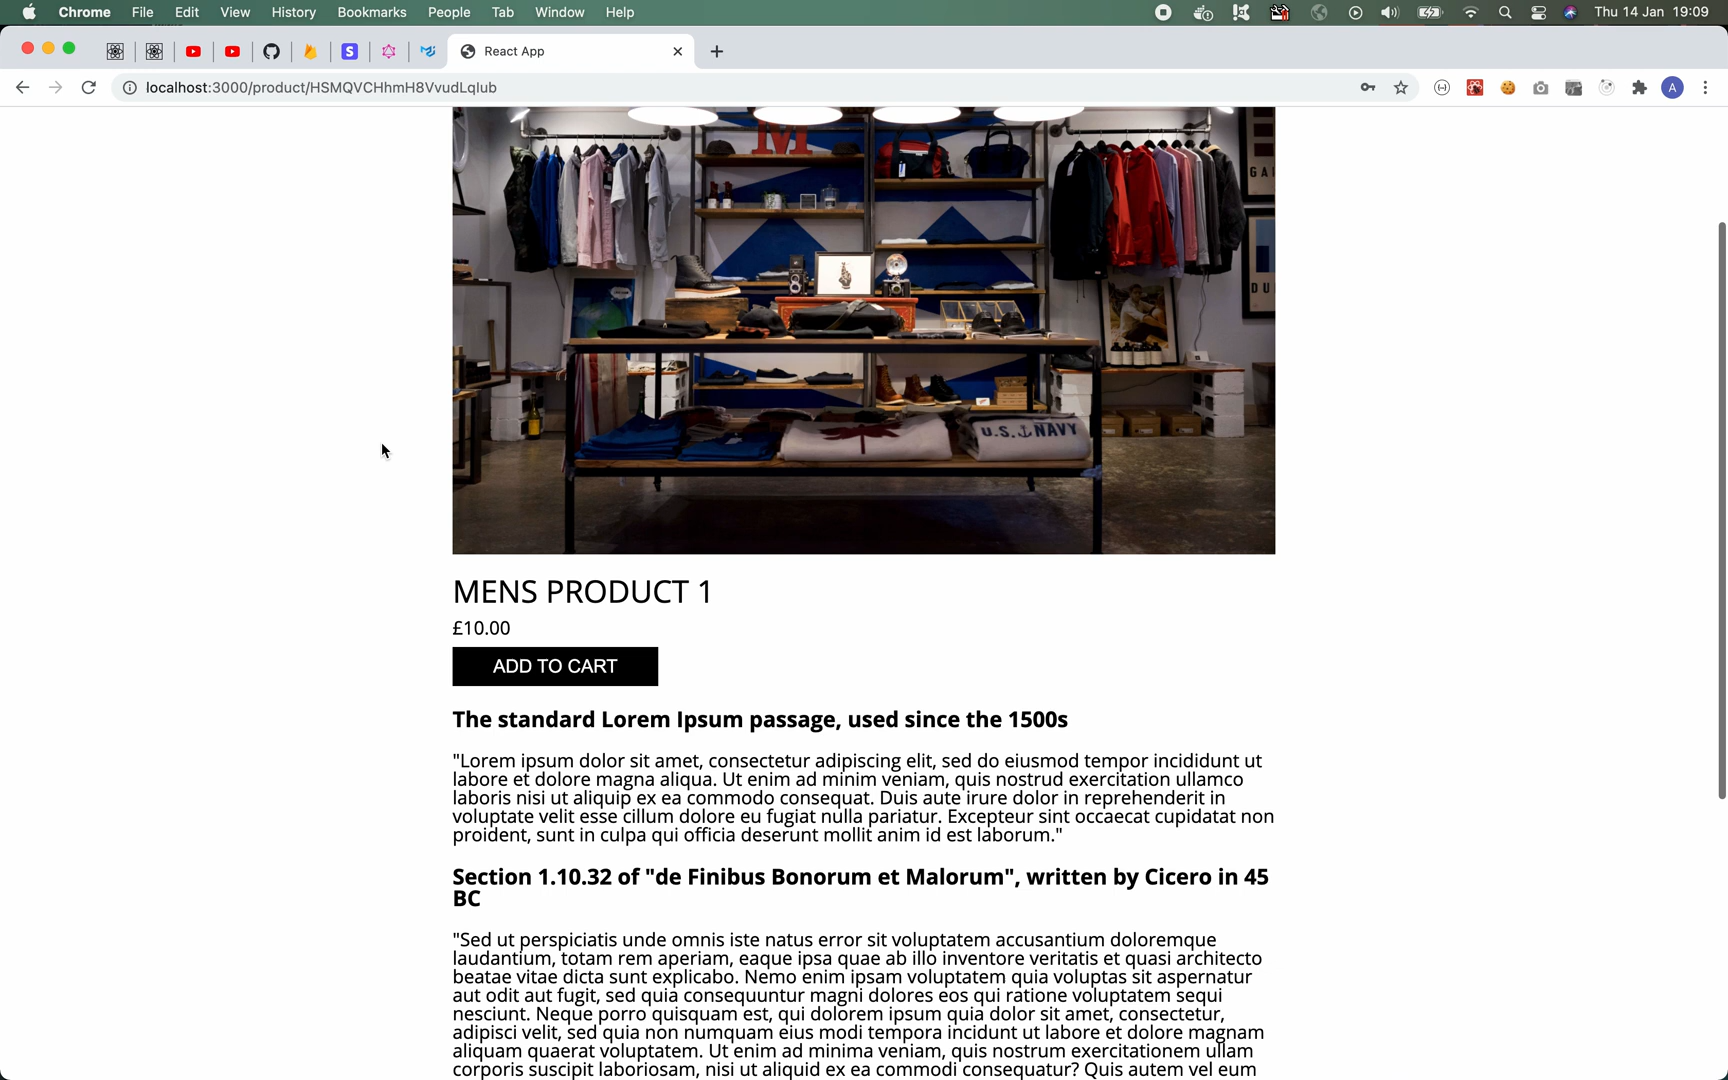 Chrome File Edit View History Bookmarks People Tab Window Help Thu 14 Jan 19:09
S React App
localhost:3000/product/HSMQVCHhmH8VvudLqlub A
M
GA
DU
U.S. NAVY
MENS PRODUCT 1
£10.00
ADD TO CART
The standard Lorem Ipsum passage, used since the 1500s
"Lorem ipsum dolor sit amet, consectetur adipiscing elit, sed do eiusmod tempor incididunt ut
labore et dolore magna aliqua. Ut enim ad minim veniam, quis nostrud exercitation ullamco
laboris nisi ut aliquip ex ea commodo consequat. Duis aute irure dolor in reprehenderit in
voluptate velit esse cillum dolore eu fugiat nulla pariatur. Excepteur sint occaecat cupidatat non
proident, sunt in culpa qui officia deserunt mollit anim id est laborum."
Section 1.10.32 of "de Finibus Bonorum et Malorum", written by Cicero in 45
BC
"Sed ut perspiciatis unde omnis iste natus error sit voluptatem accusantium doloremque
laudantium, totam rem aperiam, eaque ipsa quae ab illo inventore veritatis et quasi architecto
beatae vitae dicta sunt explicabo. Nemo enim ipsam voluptatem quia voluptas sit aspernatur
aut odit aut fugit, sed quia consequuntur magni dolores eos qui ratione voluptatem sequi
nesciunt. Neque porro quisquam est, qui dolorem ipsum quia dolor sit amet, consectetur,
adipisci velit, sed quia non numquam eius modi tempora incidunt ut labore et dolore magnam
aliquam quaerat voluptatem. Ut enim ad minima veniam, quis nostrum exercitationem ullam
corporis suscipit laboriosam, nisi ut aliquid ex ea commodi consequatur? Quis autem vel eum